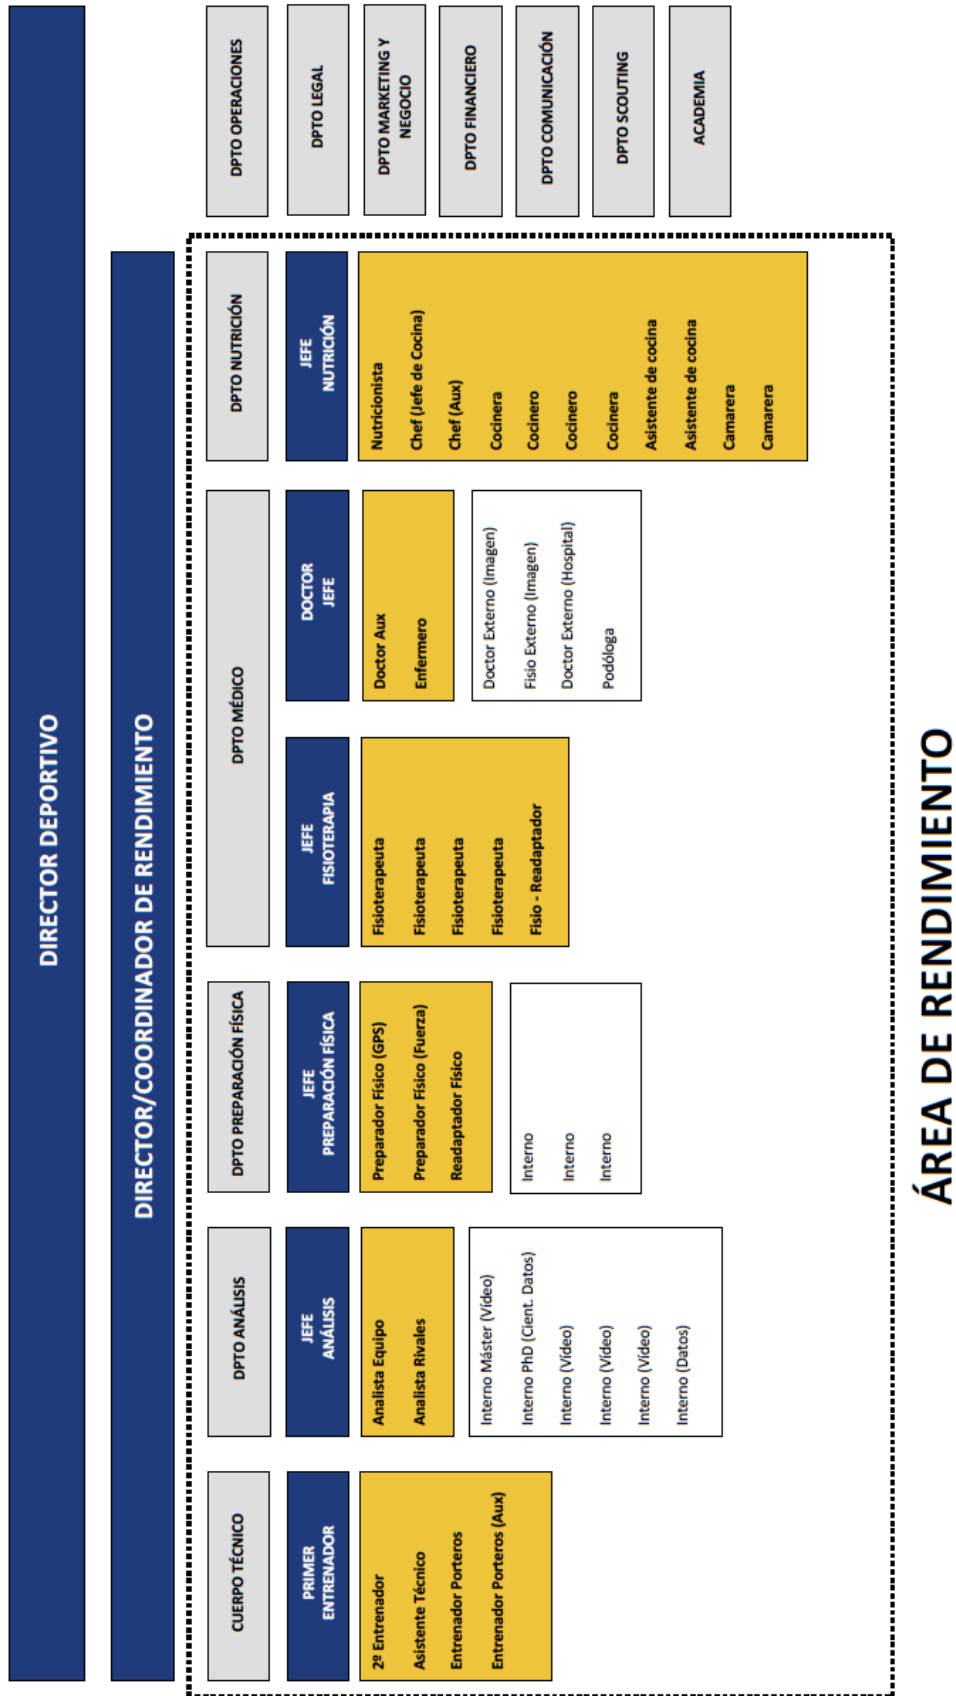 DIRECTOR DEPORTIVO
DIRECTOR/COORDINADOR DE RENDIMIENTO
CUERPO TÉCNICO
PRIMER
ENTRENADOR
2º Entrenador
Asistente Técnico
Entrenador Porteros
Entrenador Porteros (Aux)
DPTO ANÁLISIS
JEFE
ANÁLISIS
Analista Equipo
Analista Rivales
Interno Máster (Vídeo)
Interno PhD (Cient. Datos)
Interno (Vídeo)
Interno (Vídeo)
Interno (Vídeo)
Interno (Datos)
DPTO PREPARACIÓN FÍSICA
JEFE
PREPARACIÓN FÍSICA
Preparador Físico (GPS)
Preparador Físico (Fuerza)
Readaptador Físico
Interno
Interno
Interno
DPTO MÉDICO
JEFE
FISIOTERAPIA
Fisioterapeuta
Fisioterapeuta
Fisioterapeuta
Fisioterapeuta
Fisio - Readaptador
DOCTOR
JEFE
Doctor Aux
Enfermero
Doctor Externo (Imagen)
Fisio Externo (Imagen)
Doctor Externo (Hospital)
Podóloga
DPTO NUTRICIÓN
JEFE
NUTRICIÓN
Nutricionista
Chef (Jefe de Cocina)
Chef (Aux)
Cocinera
Cocinero
Cocinero
Cocinera
Asistente de cocina
Asistente de cocina
Camarera
Camarera
DPTO OPERACIONES
DPTO LEGAL
DPTO MARKETING Y
NEGOCIO
DPTO FINANCIERO
DPTO COMUNICACIÓN
DPTO SCOUTING
ACADEMIA
ÁREA DE RENDIMIENTO